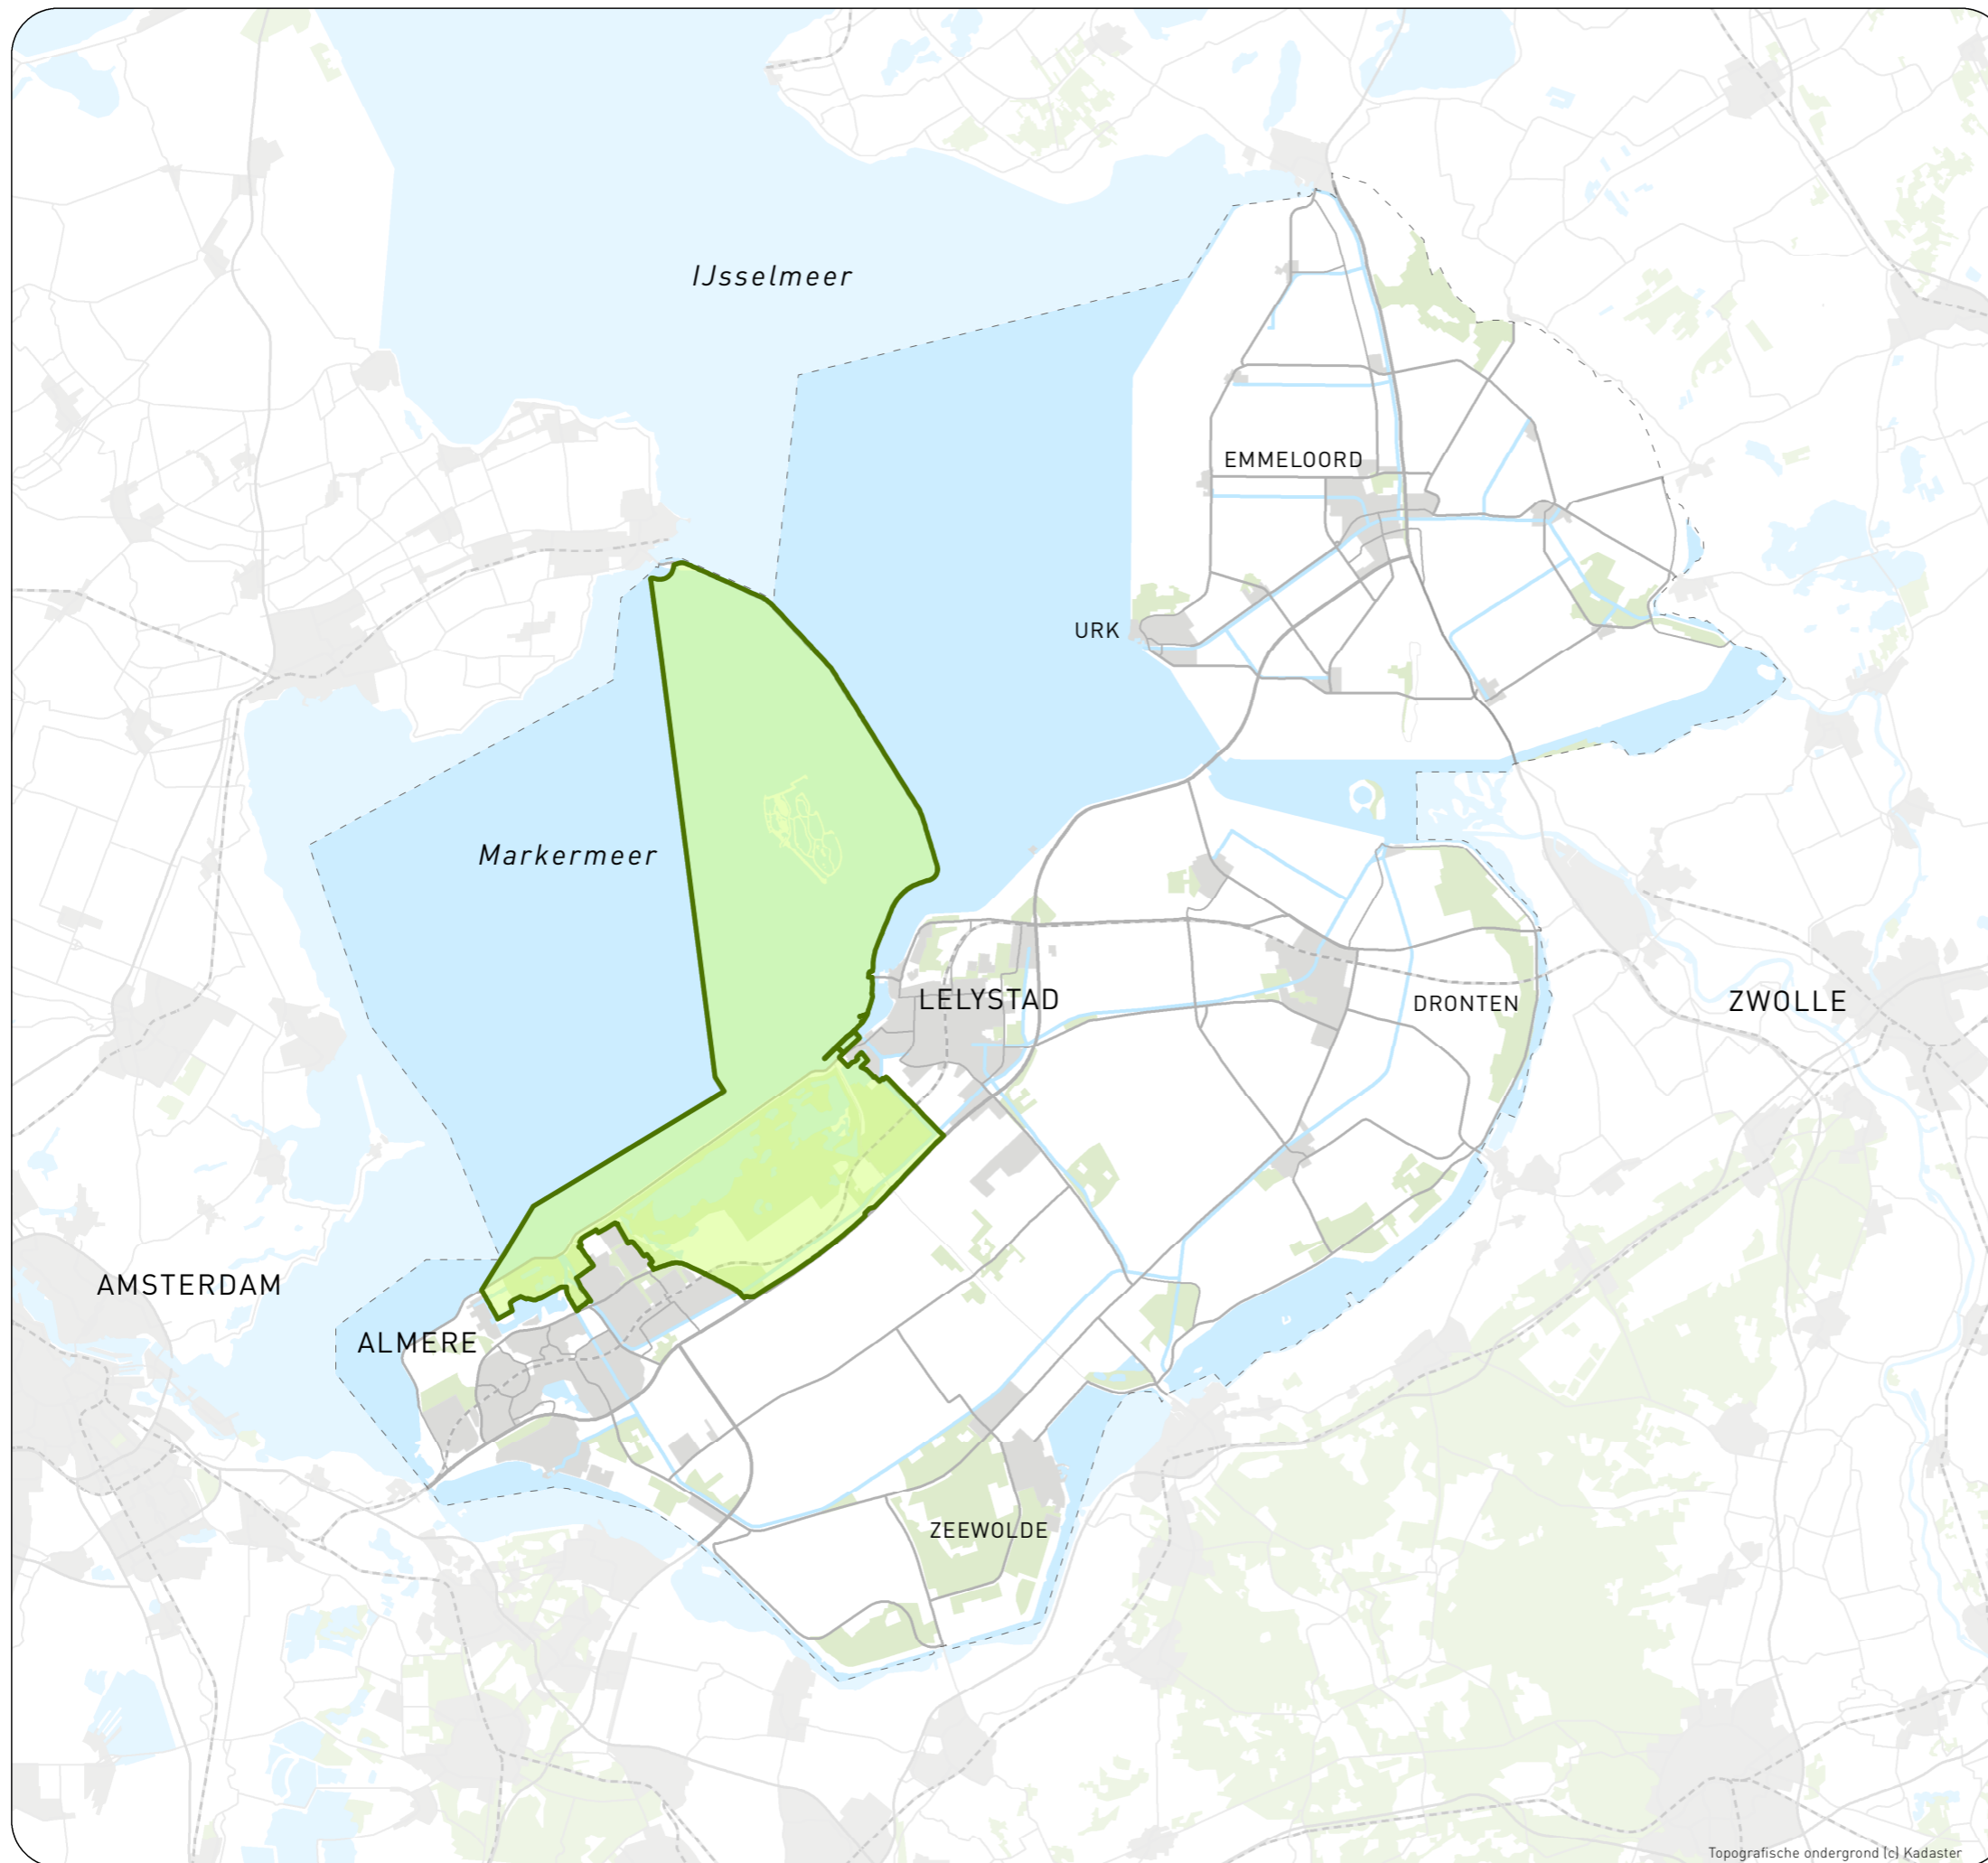 IJsselmeer
EMMELOORD
URK
Markermeer
LELYSTAD
DRONTEN
ZWOLLE
AMSTERDAM
ALMERE
ZEEWOLDE
Topografische ondergrond (c) Kadaster